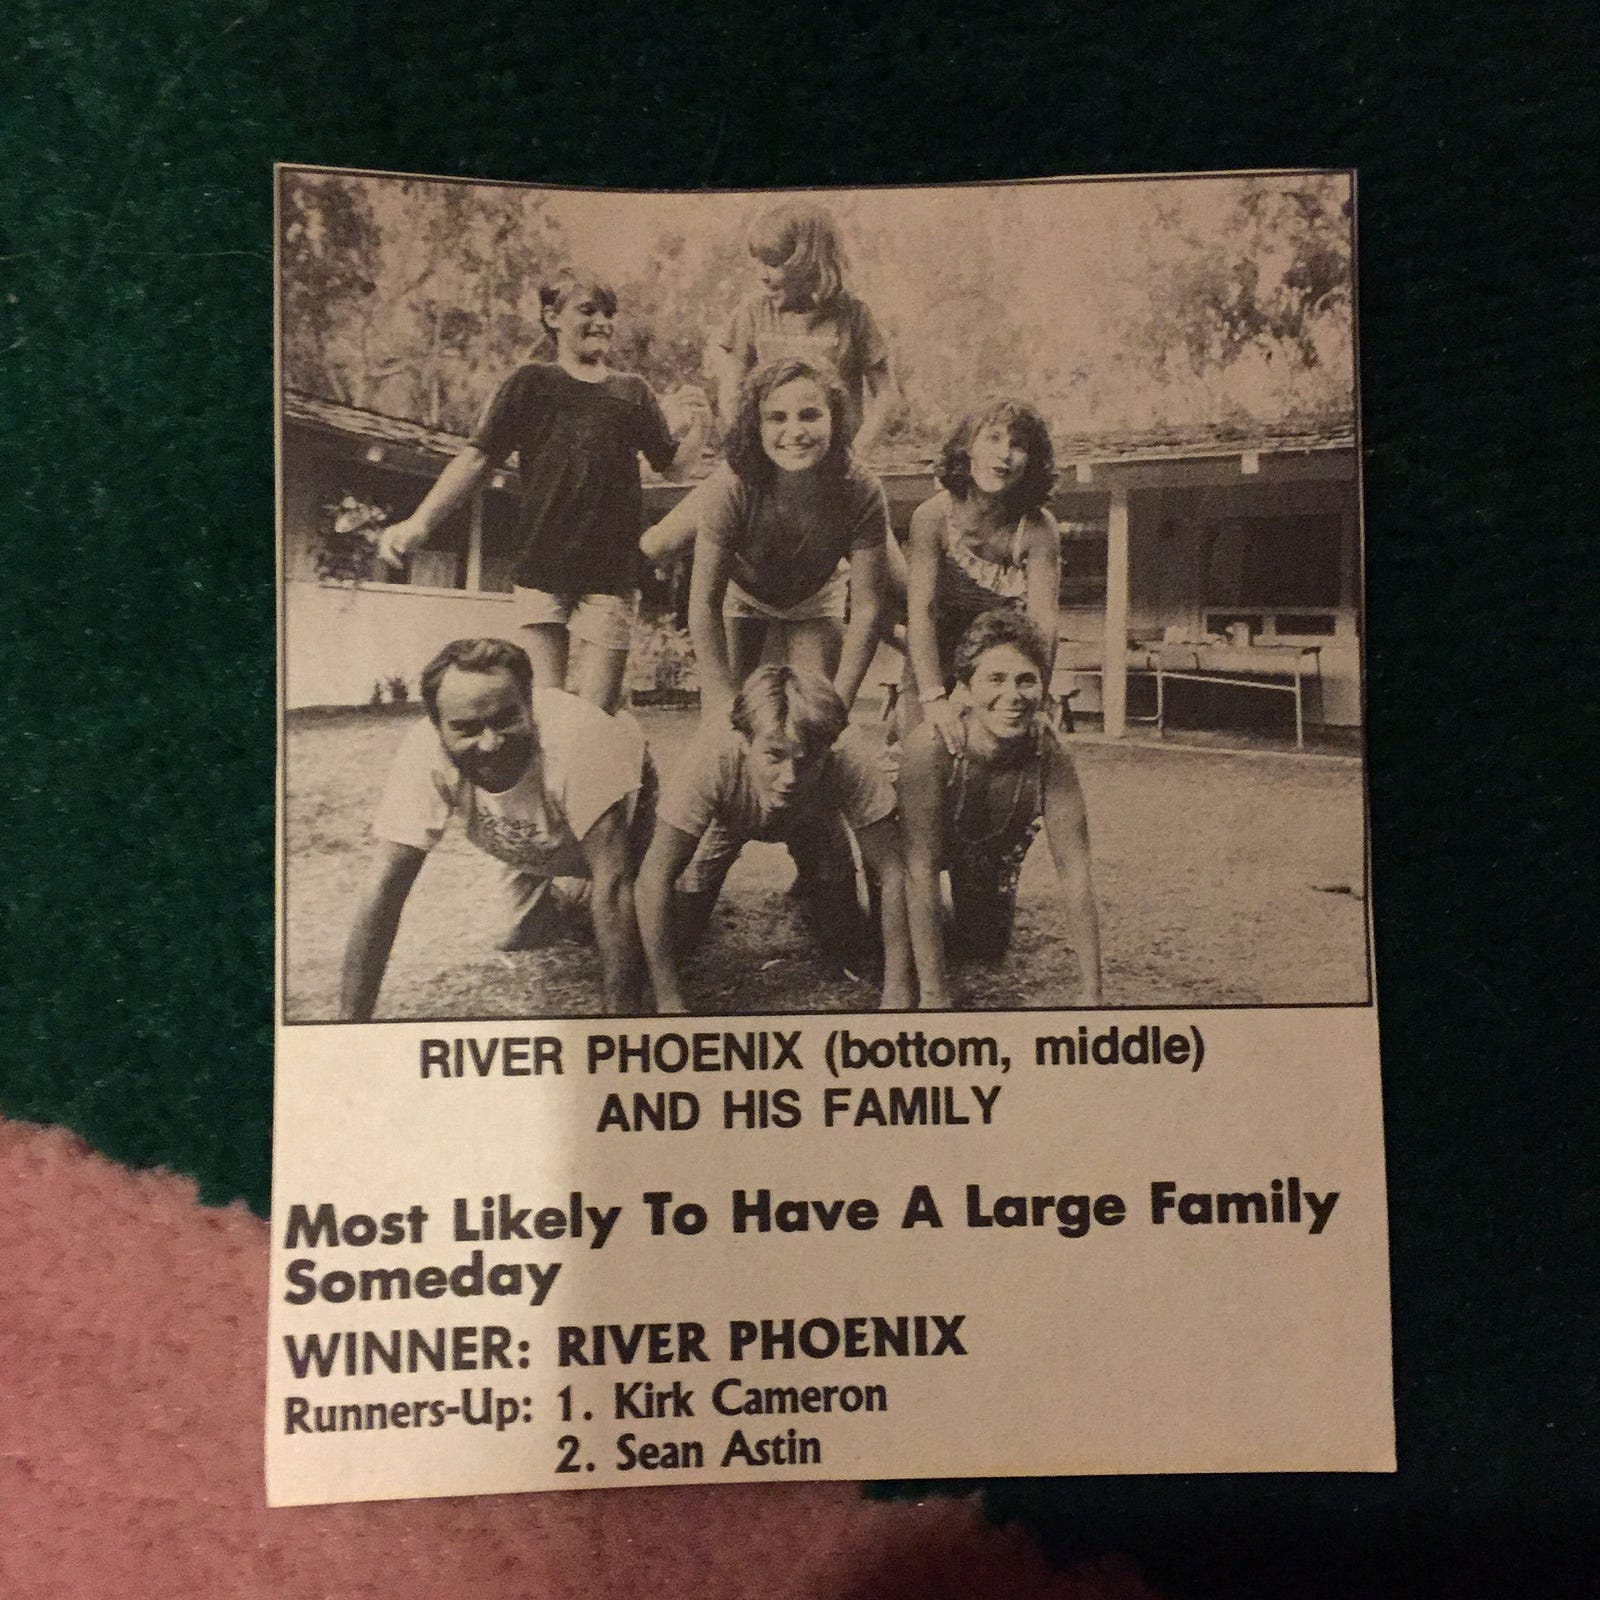 RIVER PHOENIX (bottom, middle)
AND HIS FAMILY
Most Likely To Have A Large Family
Someday
WINNER: RIVER PHOENIX
Runners-Up: 1. Kirk Cameron
2. Sean Astin